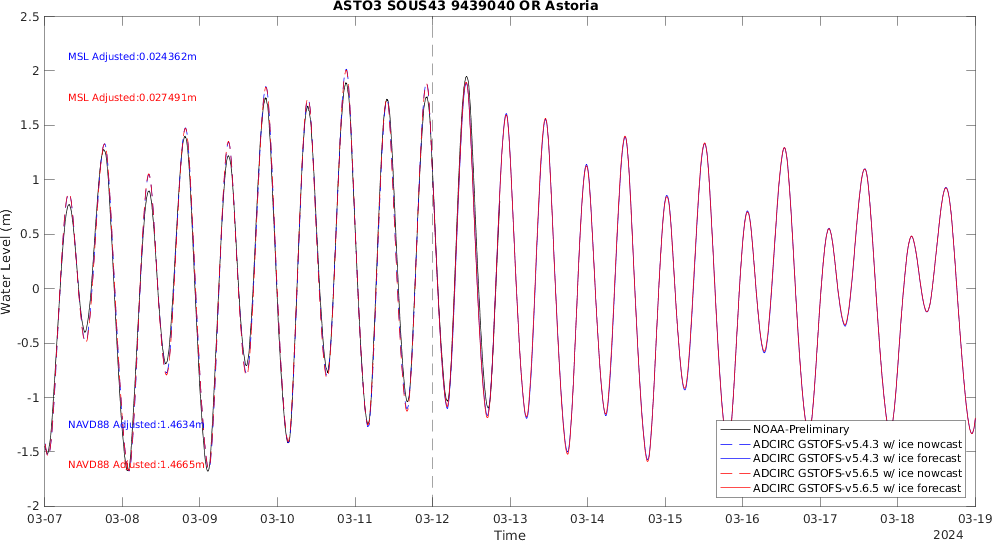 ASTO3 SOUS43 9439040 OR Astoria
2.5
2
1.5
1
0.5
0
-0.5
-1
-1.5
-2
Water Level (m)
MSL Adjusted:0.024362m
MSL Adjusted:0.027491m
NAVD88 Adjusted:1.4634m
NAVD88 Adjusted:1.4665m
NOAA-Preliminary
ADCIRC GSTOFS-v5.4.3 w/ ice nowcast
ADCIRC GSTOFS-v5.4.3 w/ ice forecast
ADCIRC GSTOFS-v5.6.5 w/ ice nowcast
ADCIRC GSTOFS-v5.6.5 w/ ice forecast
03-07 03-08 03-09 03-10 03-11 03-12 03-13 03-14 03-15 03-16 03-17 03-18 03-19
Time
2024